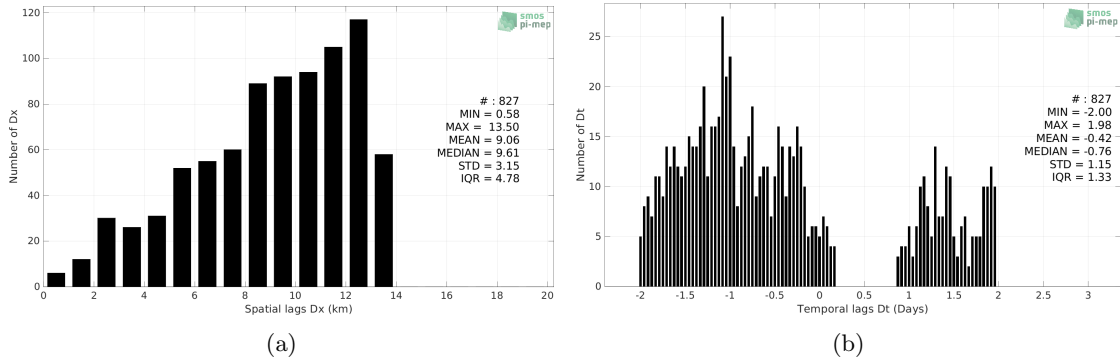 smos
pi-mep
120
100
80
60
40
20
0
Number of Dx
# : 827
MIN = 0.58
MAX = 13.50
MEAN = 9.06
MEDIAN = 9.61
STD = 3.15
IQR = 4.78
0 2 4 6 8 10 12 14 16 18 20
Spatial lags Dx (km)
(a)
smos
pi-mep
25
20
15
10
5
0
Number of Dt
# : 827
MIN = -2.00
MAX = 1.98
MEAN = -0.42
MEDIAN = -0.76
STD = 1.15
IQR = 1.33
-2 -1.5 -1 -0.5 0 0.5 1 1.5 2 2.5 3
Temporal lags Dt (Days)
(b)